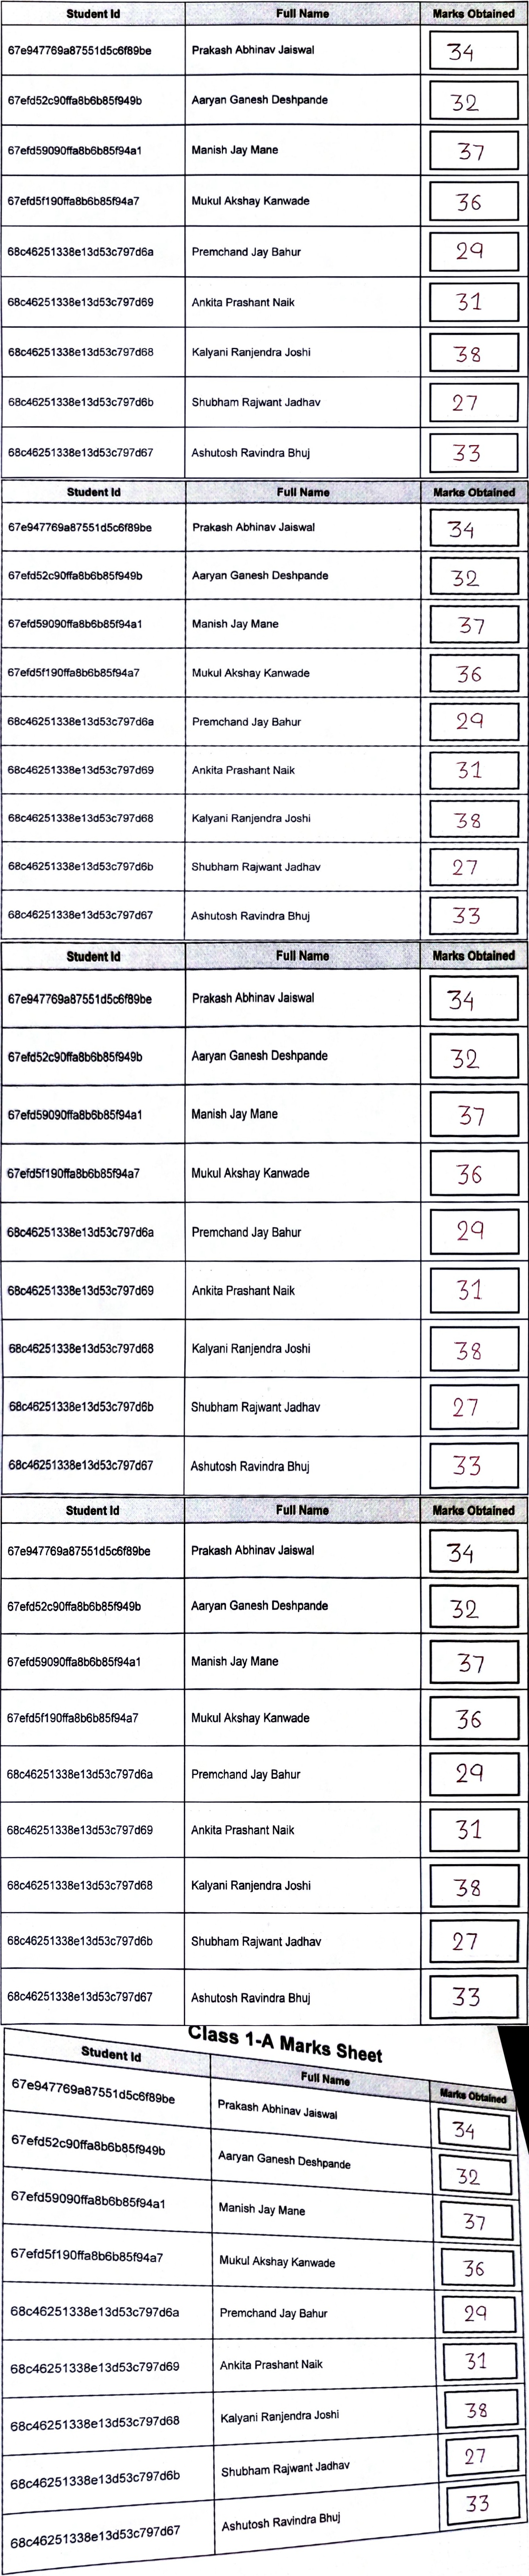 Student Id Full Name Marks Obtained
67e947769a87551d5c6f89be Prakash Abhinav Jaiswal 34
67efd52c90ffa8b6b85f949b Aaryan Ganesh Deshpande 32
67efd59090ffa8b6b85f94a1 Manish Jay Mane 37
67efd5f190ffa8b6b85f94a7 Mukul Akshay Kanwade 36
68c46251338e13d53c797d6a Premchand Jay Bahur 29
68c46251338e13d53c797d69 Ankita Prashant Naik 31
68c46251338e13d53c797d68 Kalyani Ranjendra Joshi 38
68c46251338e13d53c797d6b Shubham Rajwant Jadhav 27
68c46251338e13d53c797d67 Ashutosh Ravindra Bhuj 33
Student Id Full Name Marks Obtained
67e947769a87551d5c6f89be Prakash Abhinav Jaiswal 34
67efd52c90ffa8b6b85f949b Aaryan Ganesh Deshpande 32
67efd59090ffa8b6b85f94a1 Manish Jay Mane 37
67efd5f190ffa8b6b85f94a7 Mukul Akshay Kanwade 36
68c46251338e13d53c797d6a Premchand Jay Bahur 29
68c46251338e13d53c797d69 Ankita Prashant Naik 31
68c46251338e13d53c797d68 Kalyani Ranjendra Joshi 38
68c46251338e13d53c797d6b Shubham Rajwant Jadhav 27
68c46251338e13d53c797d67 Ashutosh Ravindra Bhuj 33
Student Id Full Name Marks Obtained
67e947769a87551d5c6f89be Prakash Abhinav Jaiswal 34
67efd52c90ffa8b6b85f949b Aaryan Ganesh Deshpande 32
67efd59090ffa8b6b85f94a1 Manish Jay Mane 37
67efd5f190ffa8b6b85f94a7 Mukul Akshay Kanwade 36
68c46251338e13d53c797d6a Premchand Jay Bahur 29
68c46251338e13d53c797d69 Ankita Prashant Naik 31
68c46251338e13d53c797d68 Kalyani Ranjendra Joshi 38
68c46251338e13d53c797d6b Shubham Rajwant Jadhav 27
68c46251338e13d53c797d67 Ashutosh Ravindra Bhuj 33
Student Id Full Name Marks Obtained
67e947769a87551d5c6f89be Prakash Abhinav Jaiswal 34
67efd52c90ffa8b6b85f949b Aaryan Ganesh Deshpande 32
67efd59090ffa8b6b85f94a1 Manish Jay Mane 37
67efd5f190ffa8b6b85f94a7 Mukul Akshay Kanwade 36
68c46251338e13d53c797d6a Premchand Jay Bahur 29
68c46251338e13d53c797d69 Ankita Prashant Naik 31
68c46251338e13d53c797d68 Kalyani Ranjendra Joshi 38
68c46251338e13d53c797d6b Shubham Rajwant Jadhav 27
68c46251338e13d53c797d67 Ashutosh Ravindra Bhuj 33
Class 1-A Marks Sheet
Student Id Full Name Marks Obtained
67e947769a87551d5c6f89be Prakash Abhinav Jaiswal 34
67efd52c90ffa8b6b85f949b Aaryan Ganesh Deshpande 32
67efd59090ffa8b6b85f94a1 Manish Jay Mane 37
67efd5f190ffa8b6b85f94a7 Mukul Akshay Kanwade 36
68c46251338e13d53c797d6a Premchand Jay Bahur 29
68c46251338e13d53c797d69 Ankita Prashant Naik 31
68c46251338e13d53c797d68 Kalyani Ranjendra Joshi 38
68c46251338e13d53c797d6b Shubham Rajwant Jadhav 27
68c46251338e13d53c797d67 Ashutosh Ravindra Bhuj 33